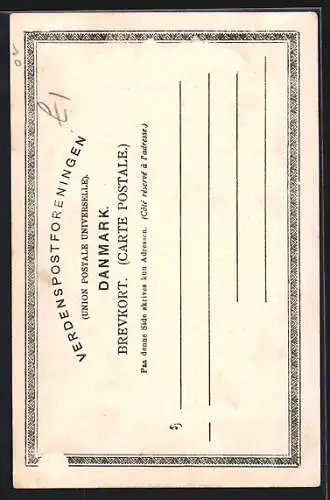 VERDENSPOSTFORENINGEN
(UNION POSTALE UNIVERSELLE).
DANMARK.
BREVKORT. (CARTE POSTALE.)
Paa denne Side skrives kun Adressen. (Côté réservé à l'adresse.)